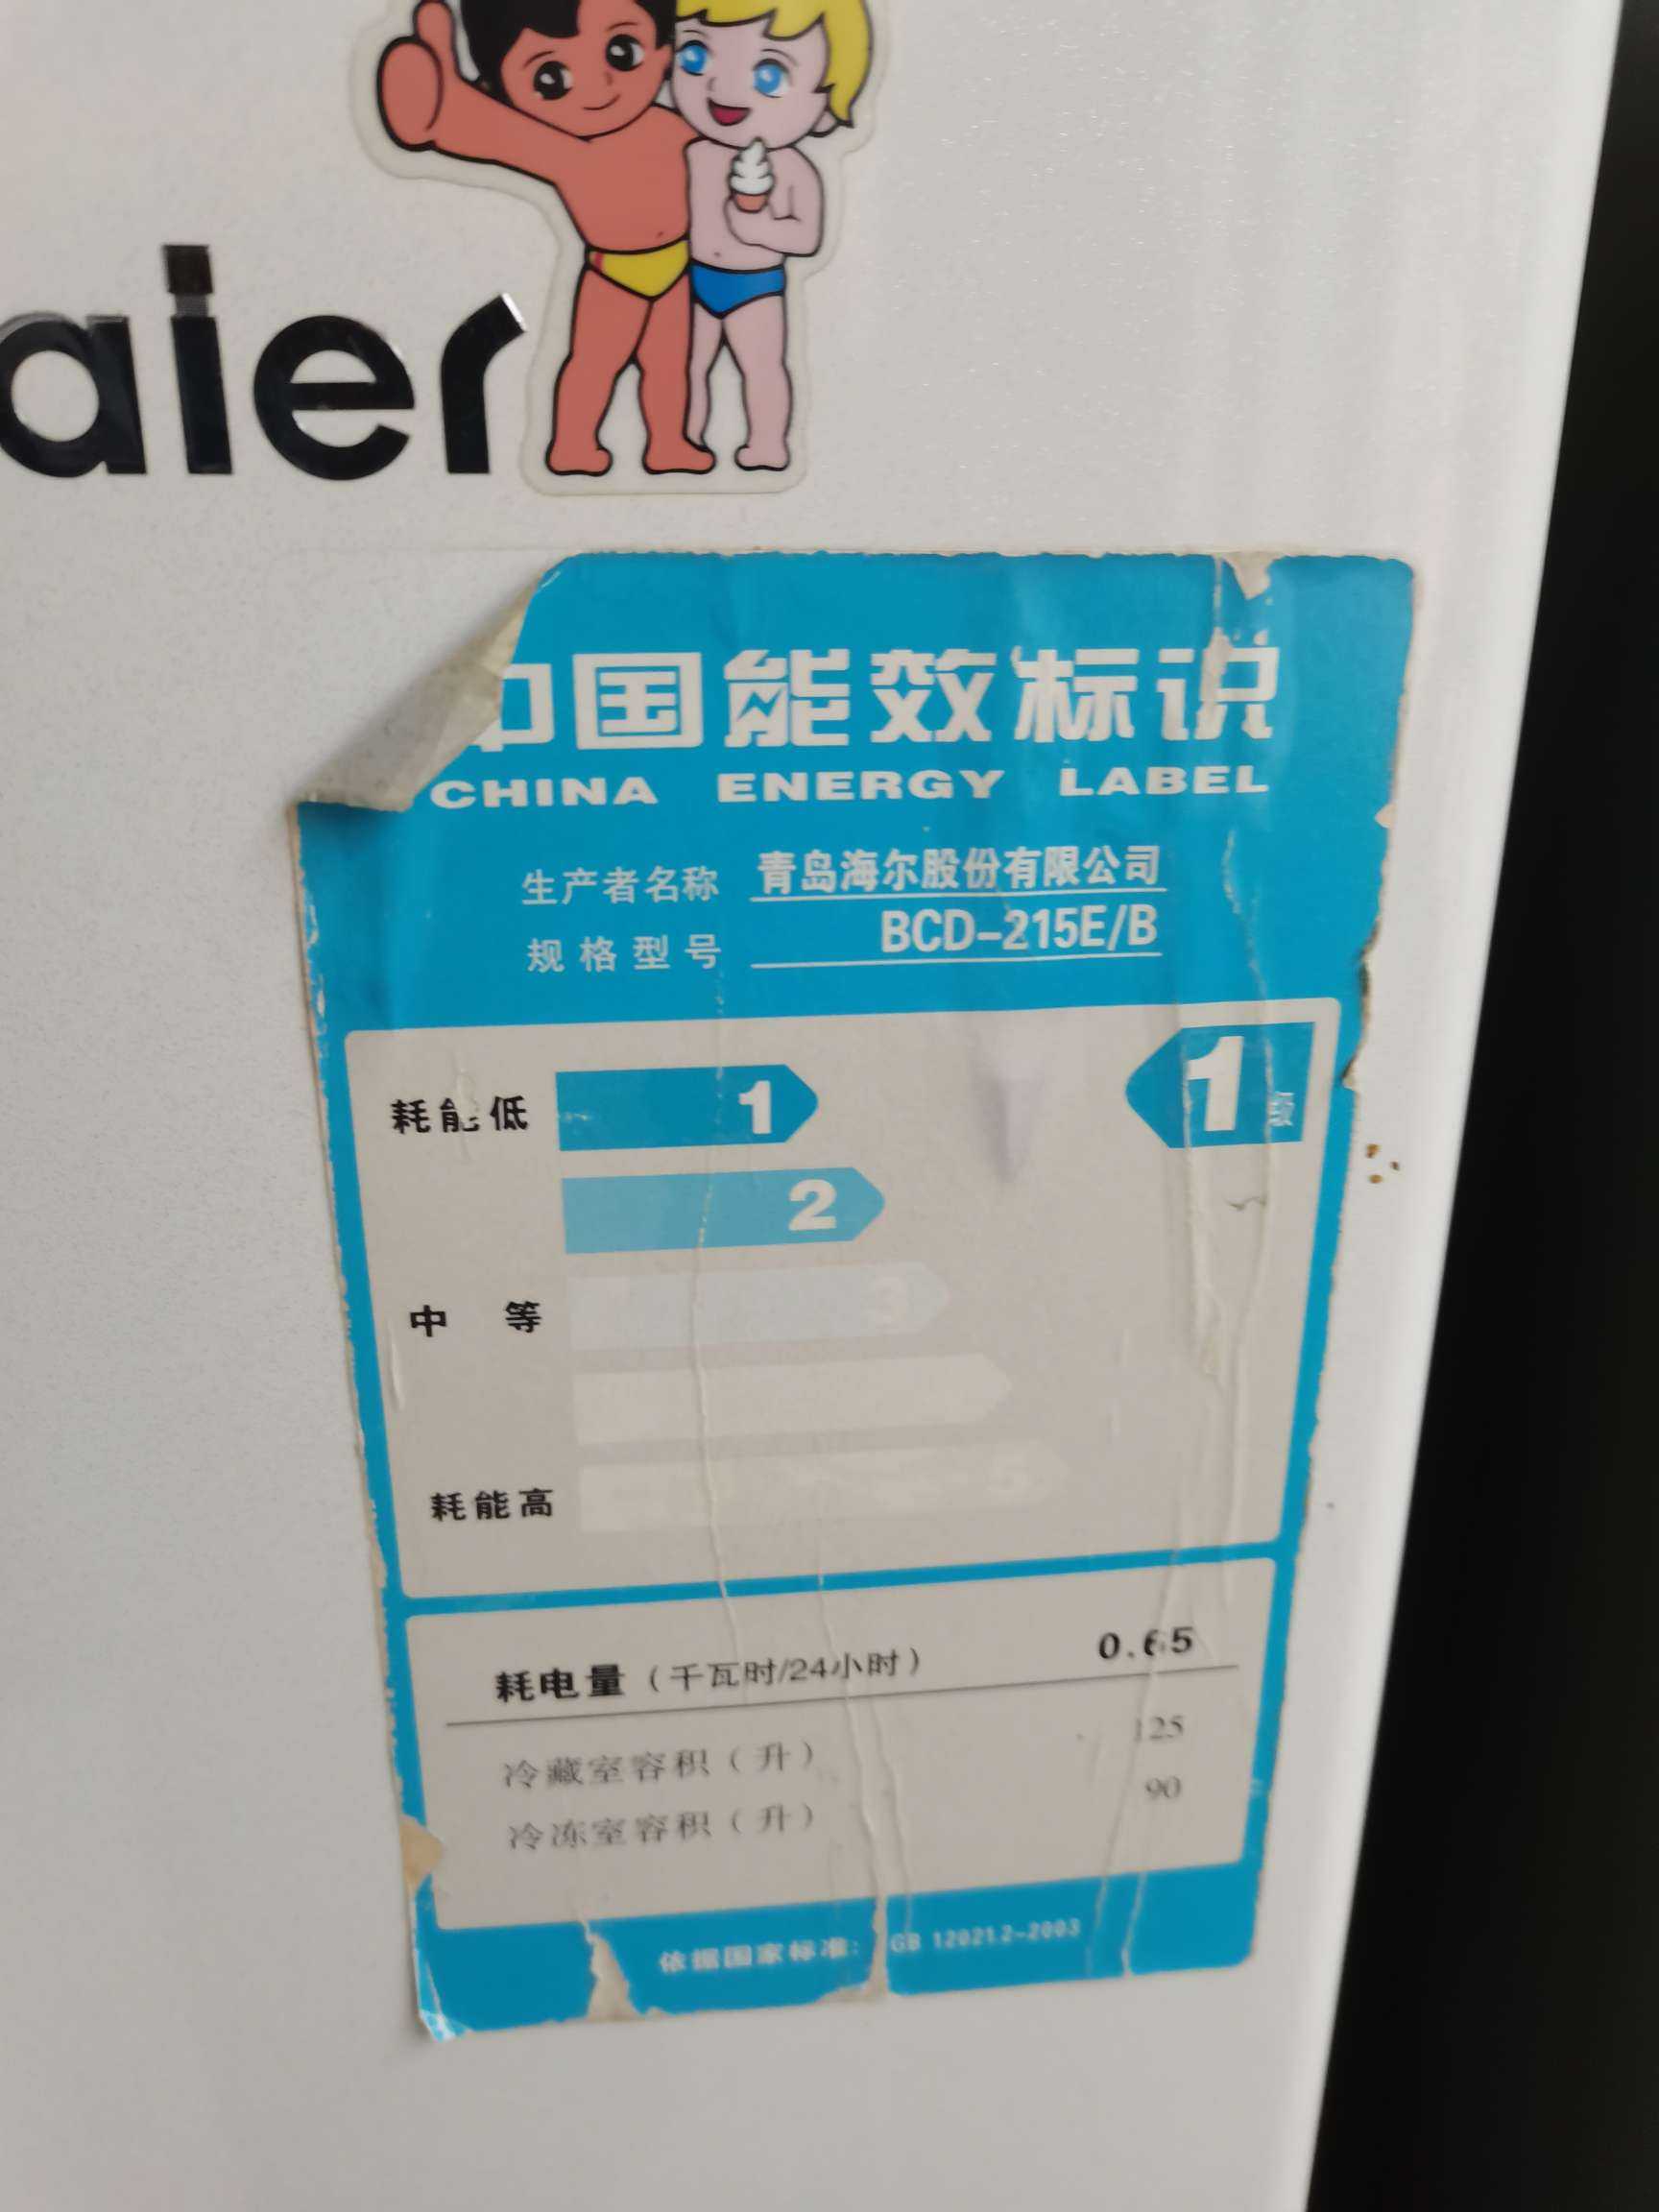 aier
中国能效标识
CHINA ENERGY LABEL
生产者名称 青岛海尔股份有限公司
规格型号 BCD-215E/B
耗能低 1 1级
2
中等 3
耗能高 5
耗电量（千瓦时/24小时） 0.65
冷藏室容积（升） 125
冷冻室容积（升） 90
依据国家标准： GB 12021.2-2003